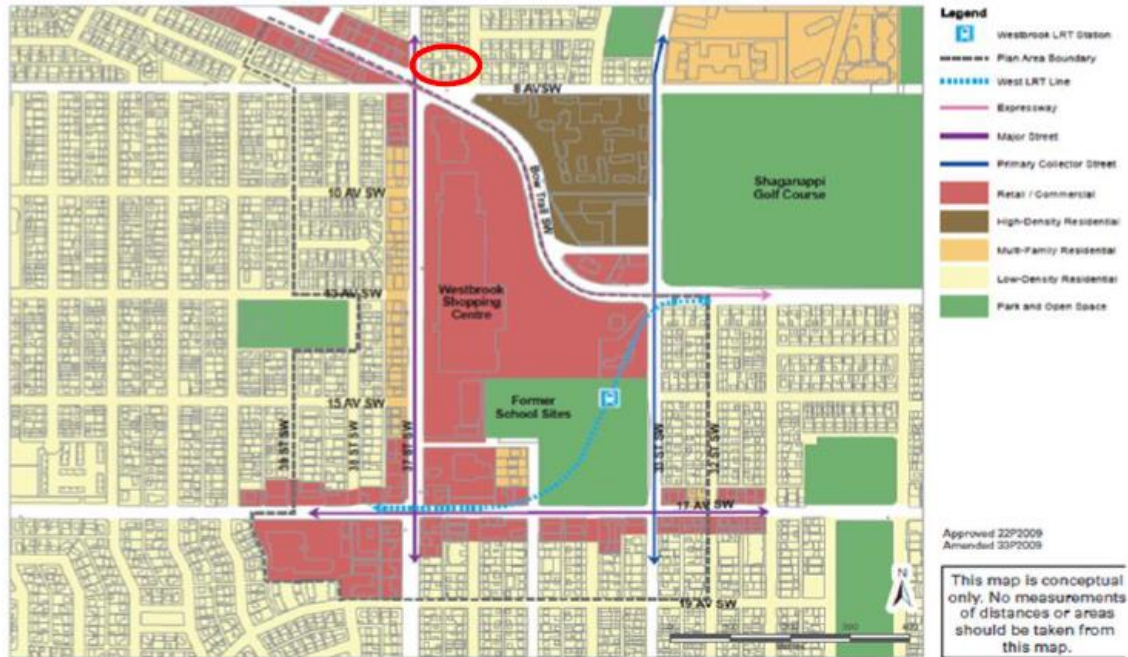 Legend
Westbrook LRT Station
Plan Area Boundary
West LRT Line
Expressway
Major Street
Primary Collector Street
Retail / Commercial
High-Density Residential
Multi-Family Residential
Low-Density Residential
Park and Open Space
8 AV SW
Bow Trail SW
10 AV SW
Shaganappi
Golf Course
13 AV SW
Westbrook
Shopping
Centre
15 AV SW
Former
School Sites
39 ST SW
38 ST SW
37 ST SW
33 ST SW
32 ST SW
17 AV SW
19 AV SW
N
Approved 22P2009
Amended 33P2009
This map is conceptual
only. No measurements
of distances or areas
should be taken from
this map.